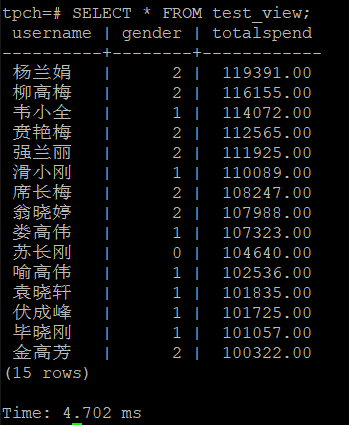 tpch=# SELECT * FROM test_view;
username | gender | totalspend
----------+--------+------------
杨兰娟 | 2 | 119391.00
柳高梅 | 2 | 116155.00
韦小全 | 1 | 114072.00
贲艳梅 | 2 | 112565.00
强兰丽 | 2 | 111925.00
滑小刚 | 1 | 110089.00
席长梅 | 2 | 108247.00
翁晓婷 | 2 | 107988.00
娄高伟 | 1 | 107323.00
苏长刚 | 0 | 104640.00
喻高伟 | 1 | 102536.00
袁晓轩 | 1 | 101835.00
伏成峰 | 1 | 101725.00
毕晓刚 | 1 | 101057.00
金高芳 | 2 | 100322.00
(15 rows)
Time: 4.702 ms